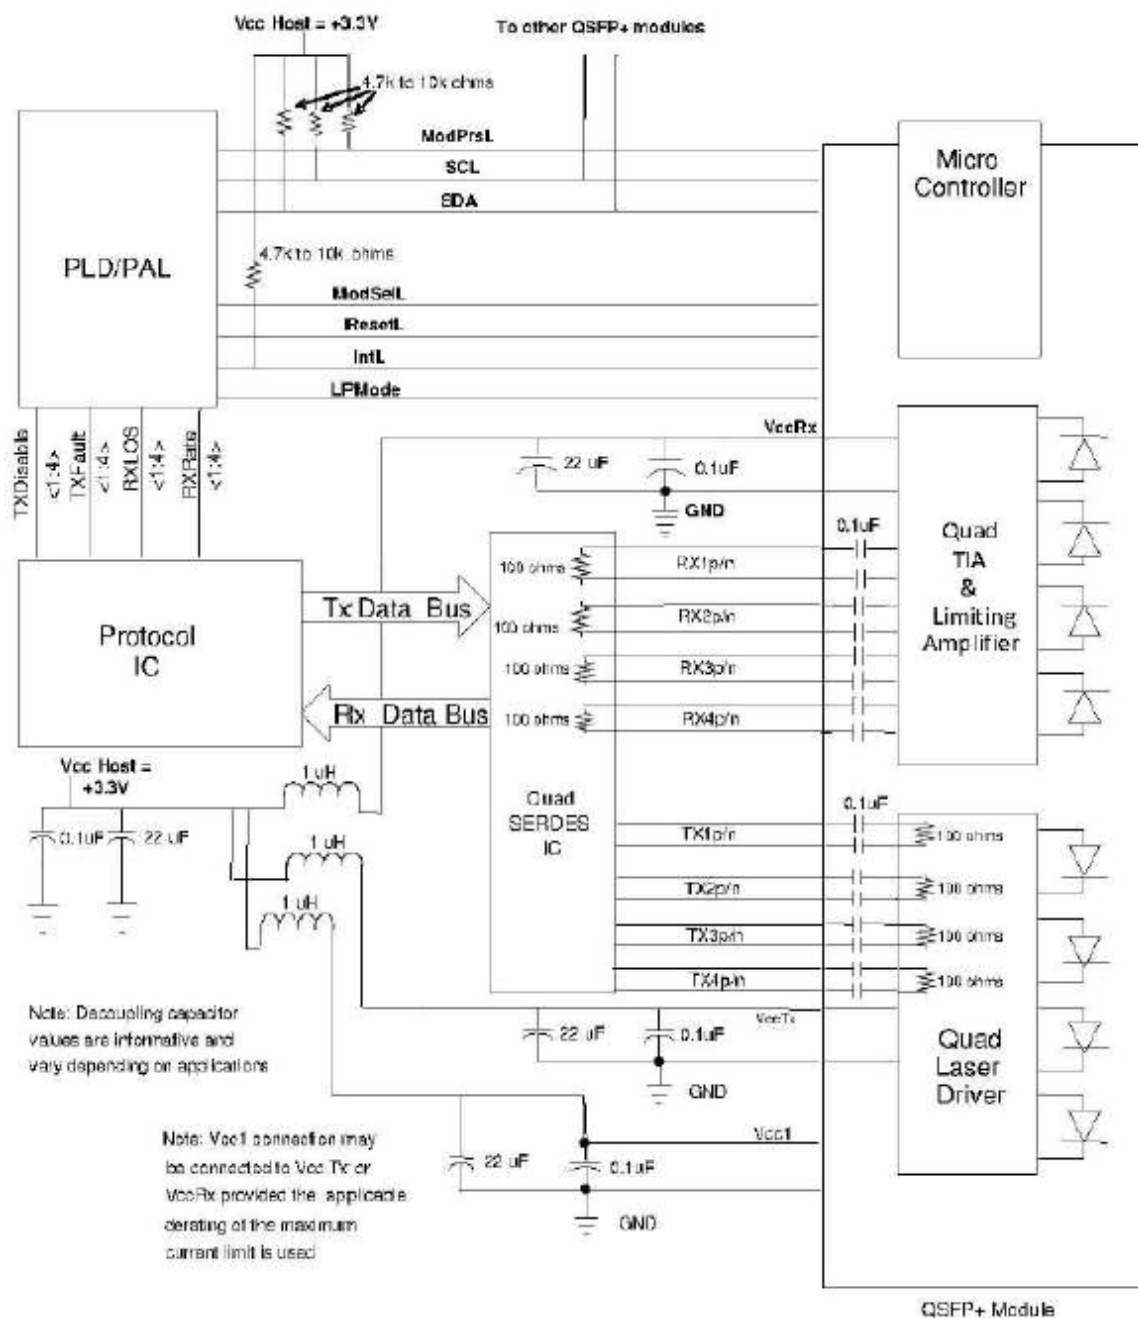 Vcc Host = +3.3V
To other QSFP+ modules
4.7k to 10k ohms
ModPrsL
SCL
SDA
Micro
Controller
PLD/PAL
4.7k to 10k ohms
ModSelL
ResetL
IntL
LPMode
TXDisable
<1:4>
TXFault
<1:4>
RXLOS
<1:4>
RXRate
<1:4>
VccRx
22 uF
0.1uF
GND
0.1uF
Quad
TIA
&
Limiting
Amplifier
100 ohms
RX1p/n
100 ohms
RX2p/n
100 ohms
RX3p/n
100 ohms
RX4p/n
Tx Data Bus
Protocol
IC
Rx Data Bus
Vcc Host =
+3.3V
0.1uF
22 uF
1 uH
1 uH
1 uH
Quad
SERDES
IC
0.1uF
TX1p/n
100 ohms
TX2p/n
100 ohms
TX3p/n
100 ohms
TX4p/n
100 ohms
Note: Decoupling capacitor
values are informative and
vary depending on applications
VccTx
22 uF
0.1uF
GND
Quad
Laser
Driver
Note: Vcc1 connection may
be connected to Vcc Tx or
VccRx provided the applicable
derating of the maximum
current limit is used
Vcc1
22 uF
0.1uF
GND
QSFP+ Module